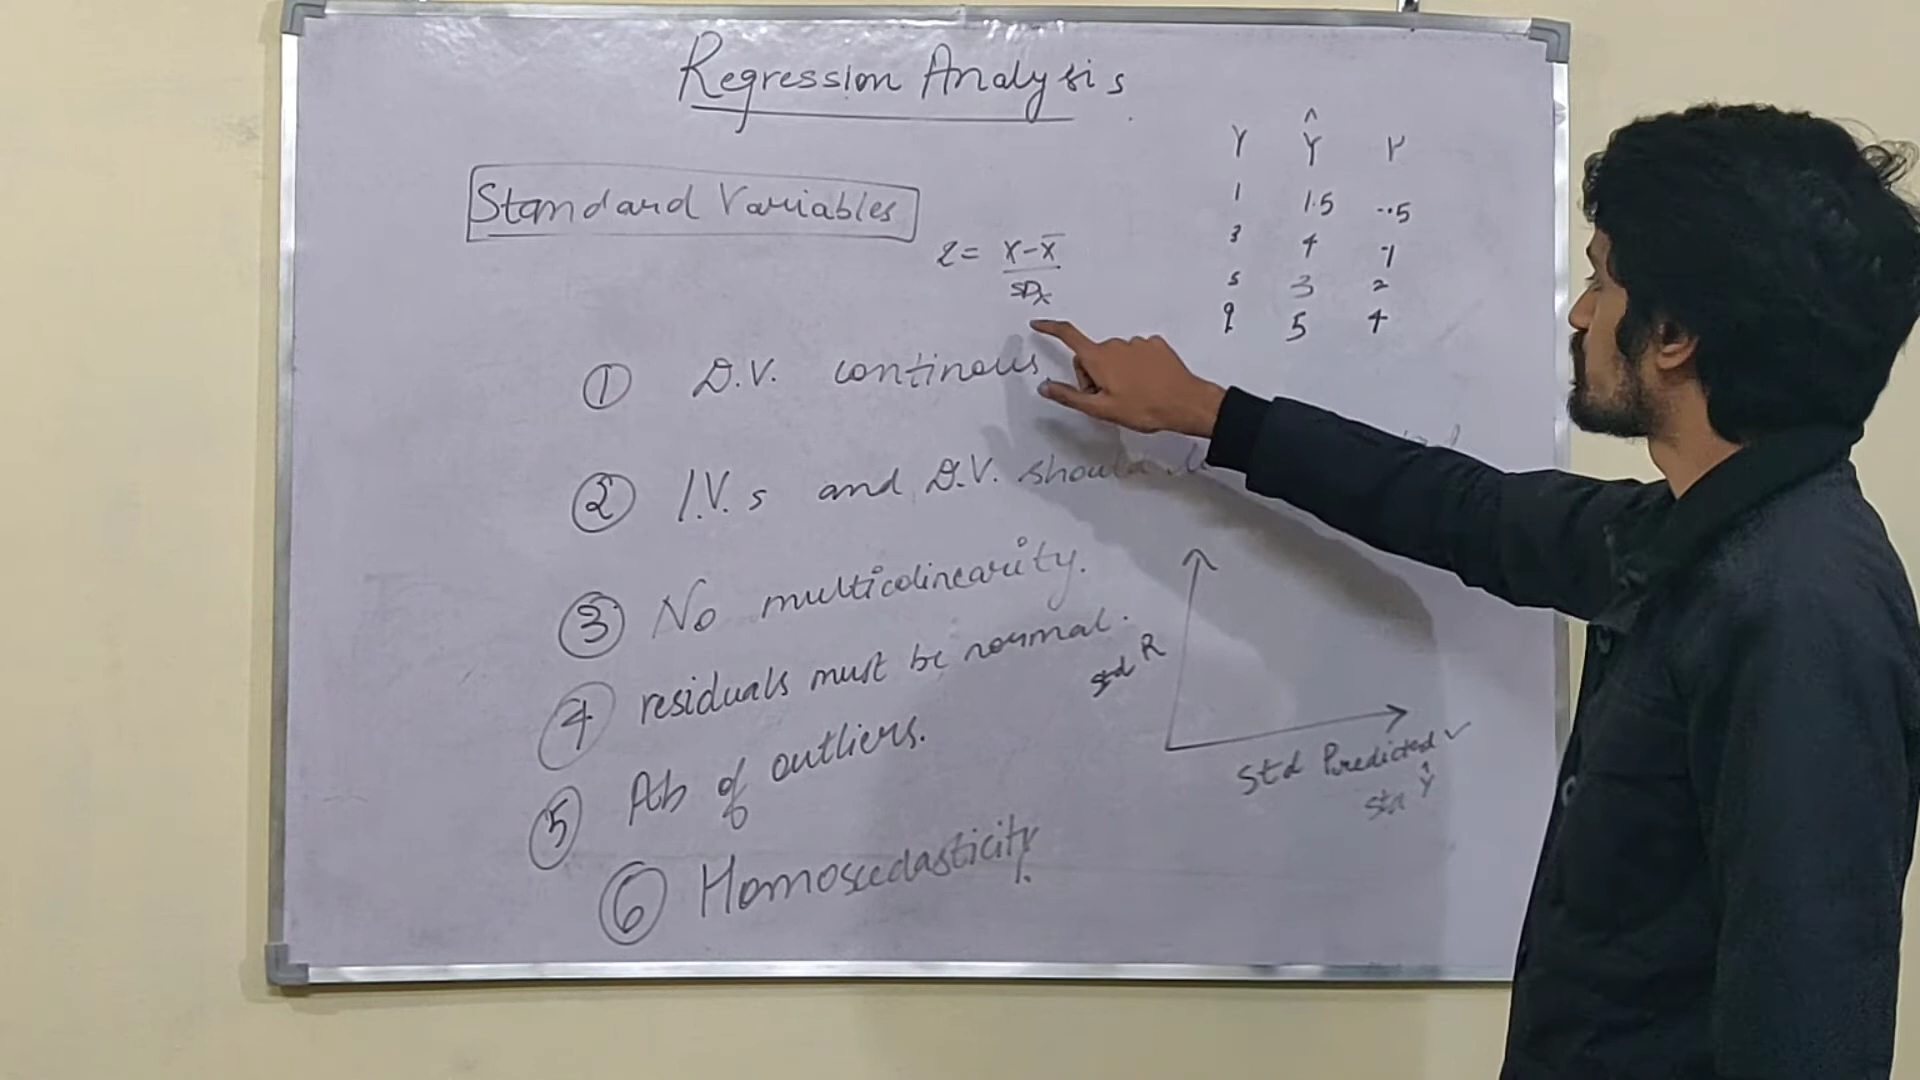 Regression Analysis
Standard Variables
Z = X - X̄
SDx
Y Ŷ r
1 1.5 -.5
3 4 -1
5 3 2
9 5 4
① D.V. continous
② I.V.s and D.V. should
③ No multicolinearity.
④ residuals must be normal.
⑤ Ab of outliers.
⑥ Homoscedasticity.
std R
Std Predicted ✓
Std Ŷ